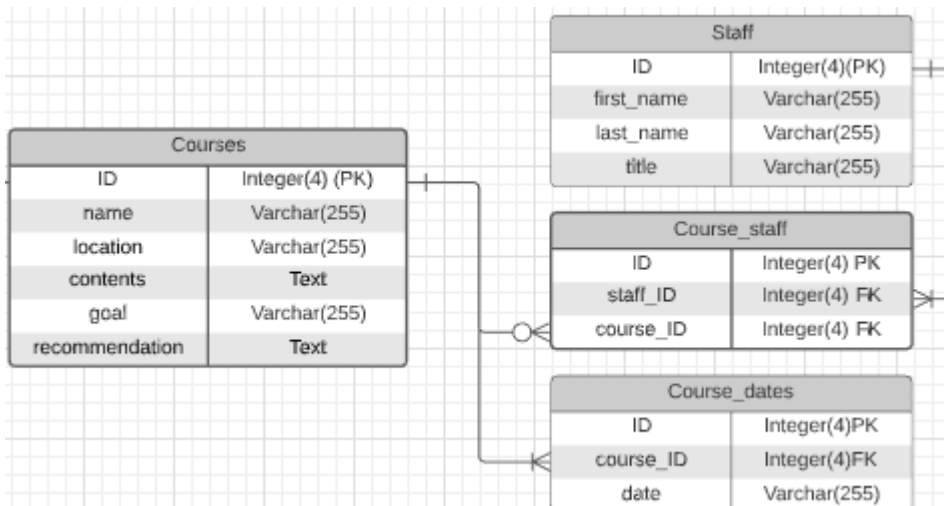 Staff
ID Integer(4)(PK)
first_name Varchar(255)
last_name Varchar(255)
title Varchar(255)
Courses
ID Integer(4) (PK)
name Varchar(255)
location Varchar(255)
contents Text
goal Varchar(255)
recommendation Text
Course_staff
ID Integer(4) PK
staff_ID Integer(4) FK
course_ID Integer(4) FK
Course_dates
ID Integer(4)PK
course_ID Integer(4)FK
date Varchar(255)